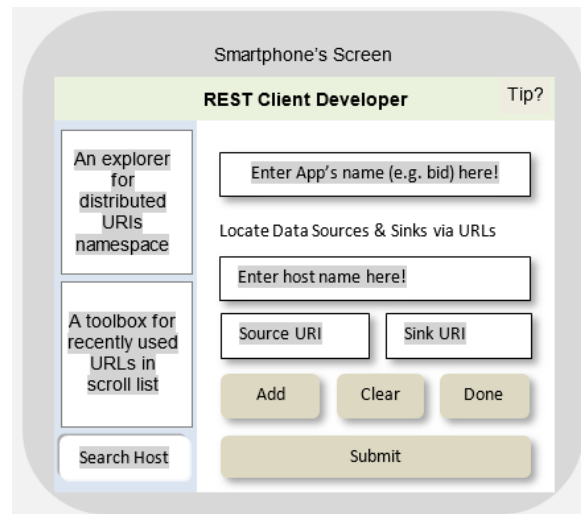 Smartphone's Screen
REST Client Developer
Tip?
An explorer
for
distributed
URIs
namespace
A toolbox for
recently used
URLs in
scroll list
Search Host
Enter App's name (e.g. bid) here!
Locate Data Sources & Sinks via URLs
Enter host name here!
Source URI
Sink URI
Add
Clear
Done
Submit